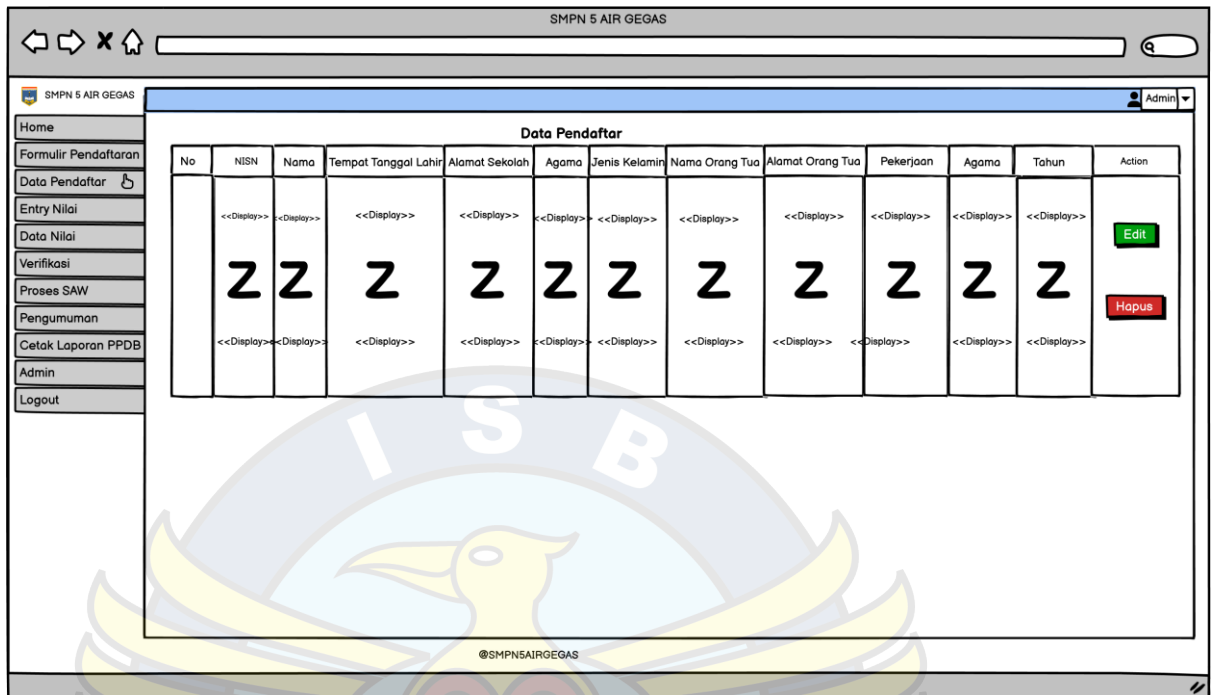 SMPN 5 AIR GEGAS
SMPN 5 AIR GEGAS
Admin
Home
Formulir Pendaftaran
Data Pendaftar
Entry Nilai
Data Nilai
Verifikasi
Proses SAW
Pengumuman
Cetak Laporan PPDB
Admin
Logout
Data Pendaftar
No NISN Nama Tempat Tanggal Lahir Alamat Sekolah Agama Jenis Kelamin Nama Orang Tua Alamat Orang Tua Pekerjaan Agama Tahun Action
<<Display>> <<Display>> <<Display>> <<Display>> <<Display>> <<Display>> <<Display>> <<Display>> <<Display>> <<Display>> <<Display>>
Edit
Z Z Z Z Z Z Z Z Z Z Z
Hapus
<<Display>> <<Display>> <<Display>> <<Display>> <<Display>> <<Display>> <<Display>> <<Display>> <<Display>> <<Display>> <<Display>>
I S B
@SMPN5AIRGEGAS